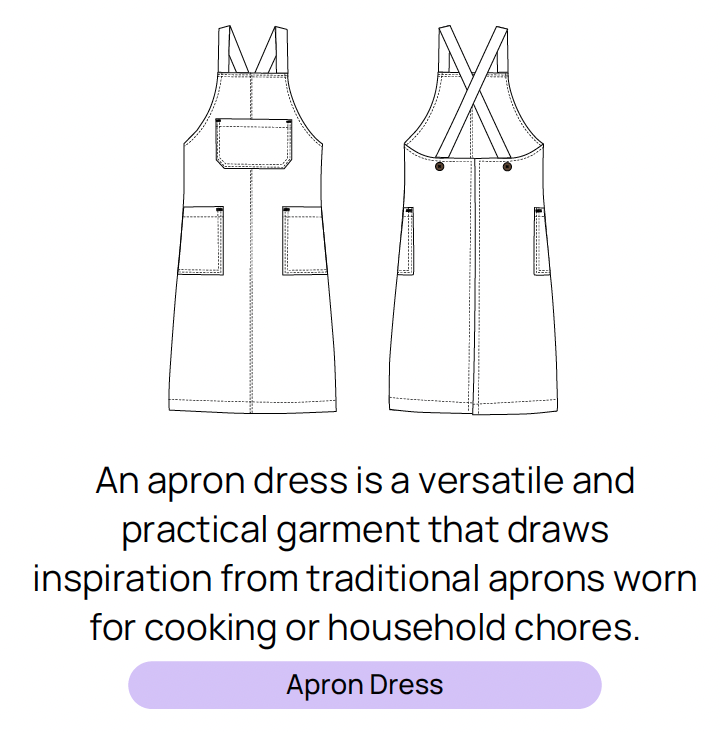 An apron dress is a versatile and
practical garment that draws
inspiration from traditional aprons worn
for cooking or household chores.
Apron Dress